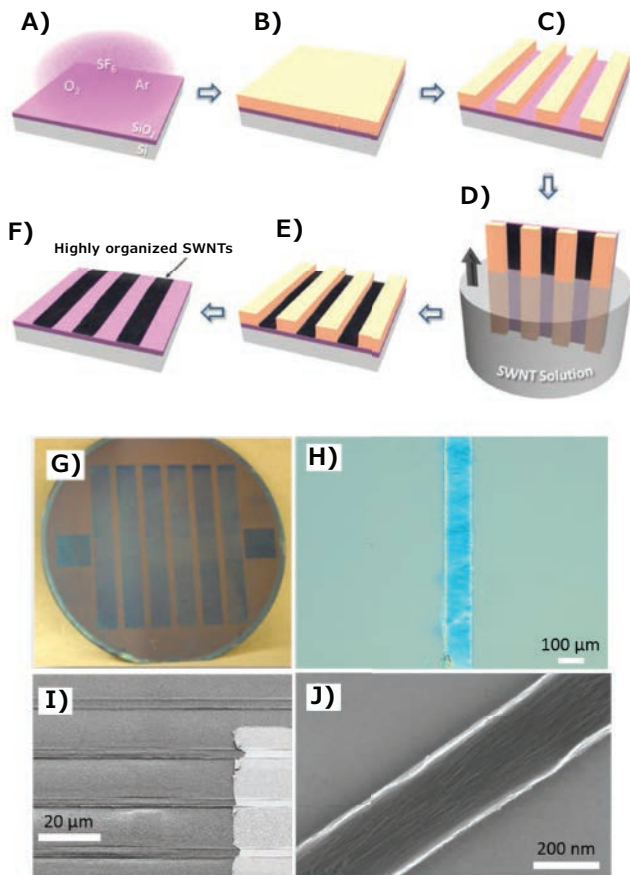 A)
B)
C)
SF₆
O₂
Ar
SiO₂
Si
D)
F)
Highly organized SWNTs
E)
SWNT Solution
G)
H)
100 µm
I)
20 µm
J)
200 nm